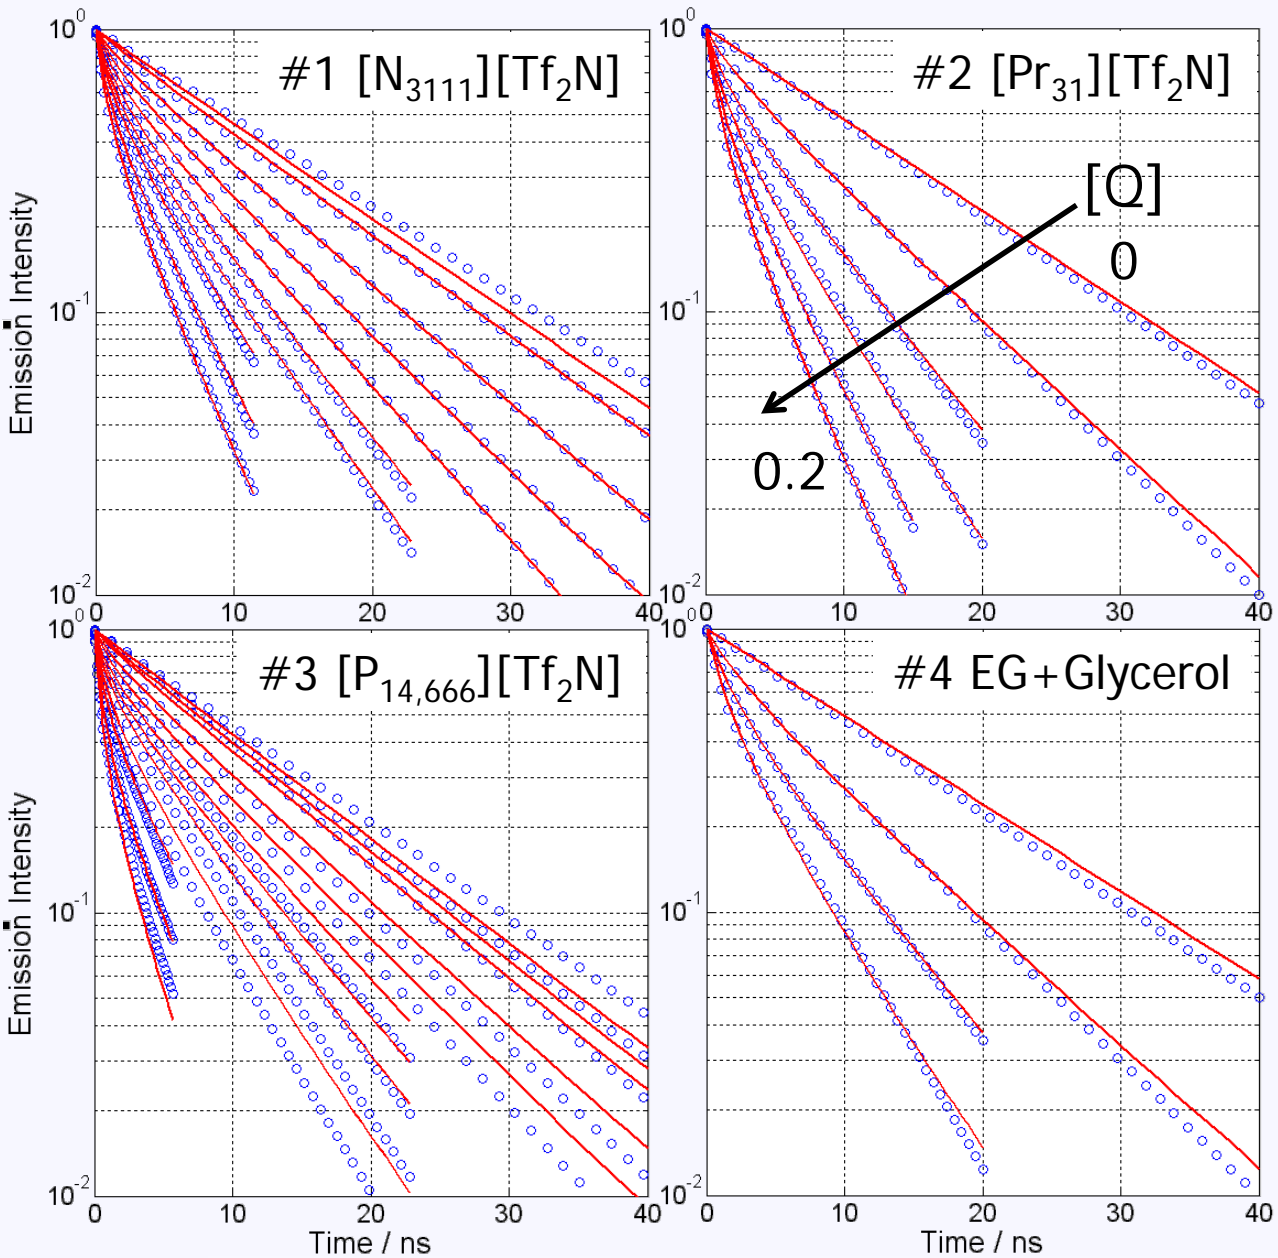 #1 [N3111][Tf2N]
10^0
10^-1
10^-2
0 10 20 30 40
Emission Intensity
#2 [Pr31][Tf2N]
10^0
10^-1
10^-2
0 10 20 30 40
[Q]
0
0.2
#3 [P14,666][Tf2N]
10^0
10^-1
10^-2
0 10 20 30 40
Emission Intensity
Time / ns
#4 EG+Glycerol
10^0
10^-1
10^-2
0 10 20 30 40
Time / ns